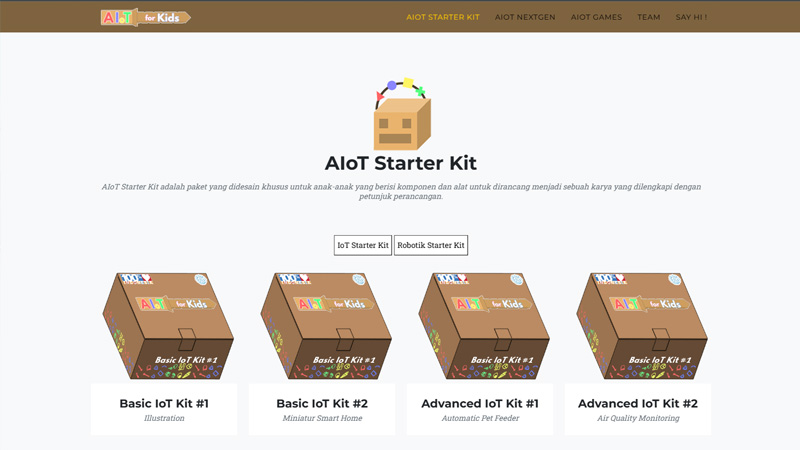 AIoT for Kids
AIOT STARTER KIT AIOT NEXTGEN AIOT GAMES TEAM SAY HI !
AIoT Starter Kit
AIoT Starter Kit adalah paket yang didesain khusus untuk anak-anak yang berisi komponen dan alat untuk dirancang menjadi sebuah karya yang dilengkapi dengan
petunjuk perancangan.
IoT Starter Kit Robotik Starter Kit
AIoT for Kids AIoT for Kids AIoT for Kids AIoT for Kids
Basic IoT Kit #1 Basic IoT Kit #1 Basic IoT Kit #1 Basic IoT Kit #1
Basic IoT Kit #1 Basic IoT Kit #2 Advanced IoT Kit #1 Advanced IoT Kit #2
Illustration Miniatur Smart Home Automatic Pet Feeder Air Quality Monitoring